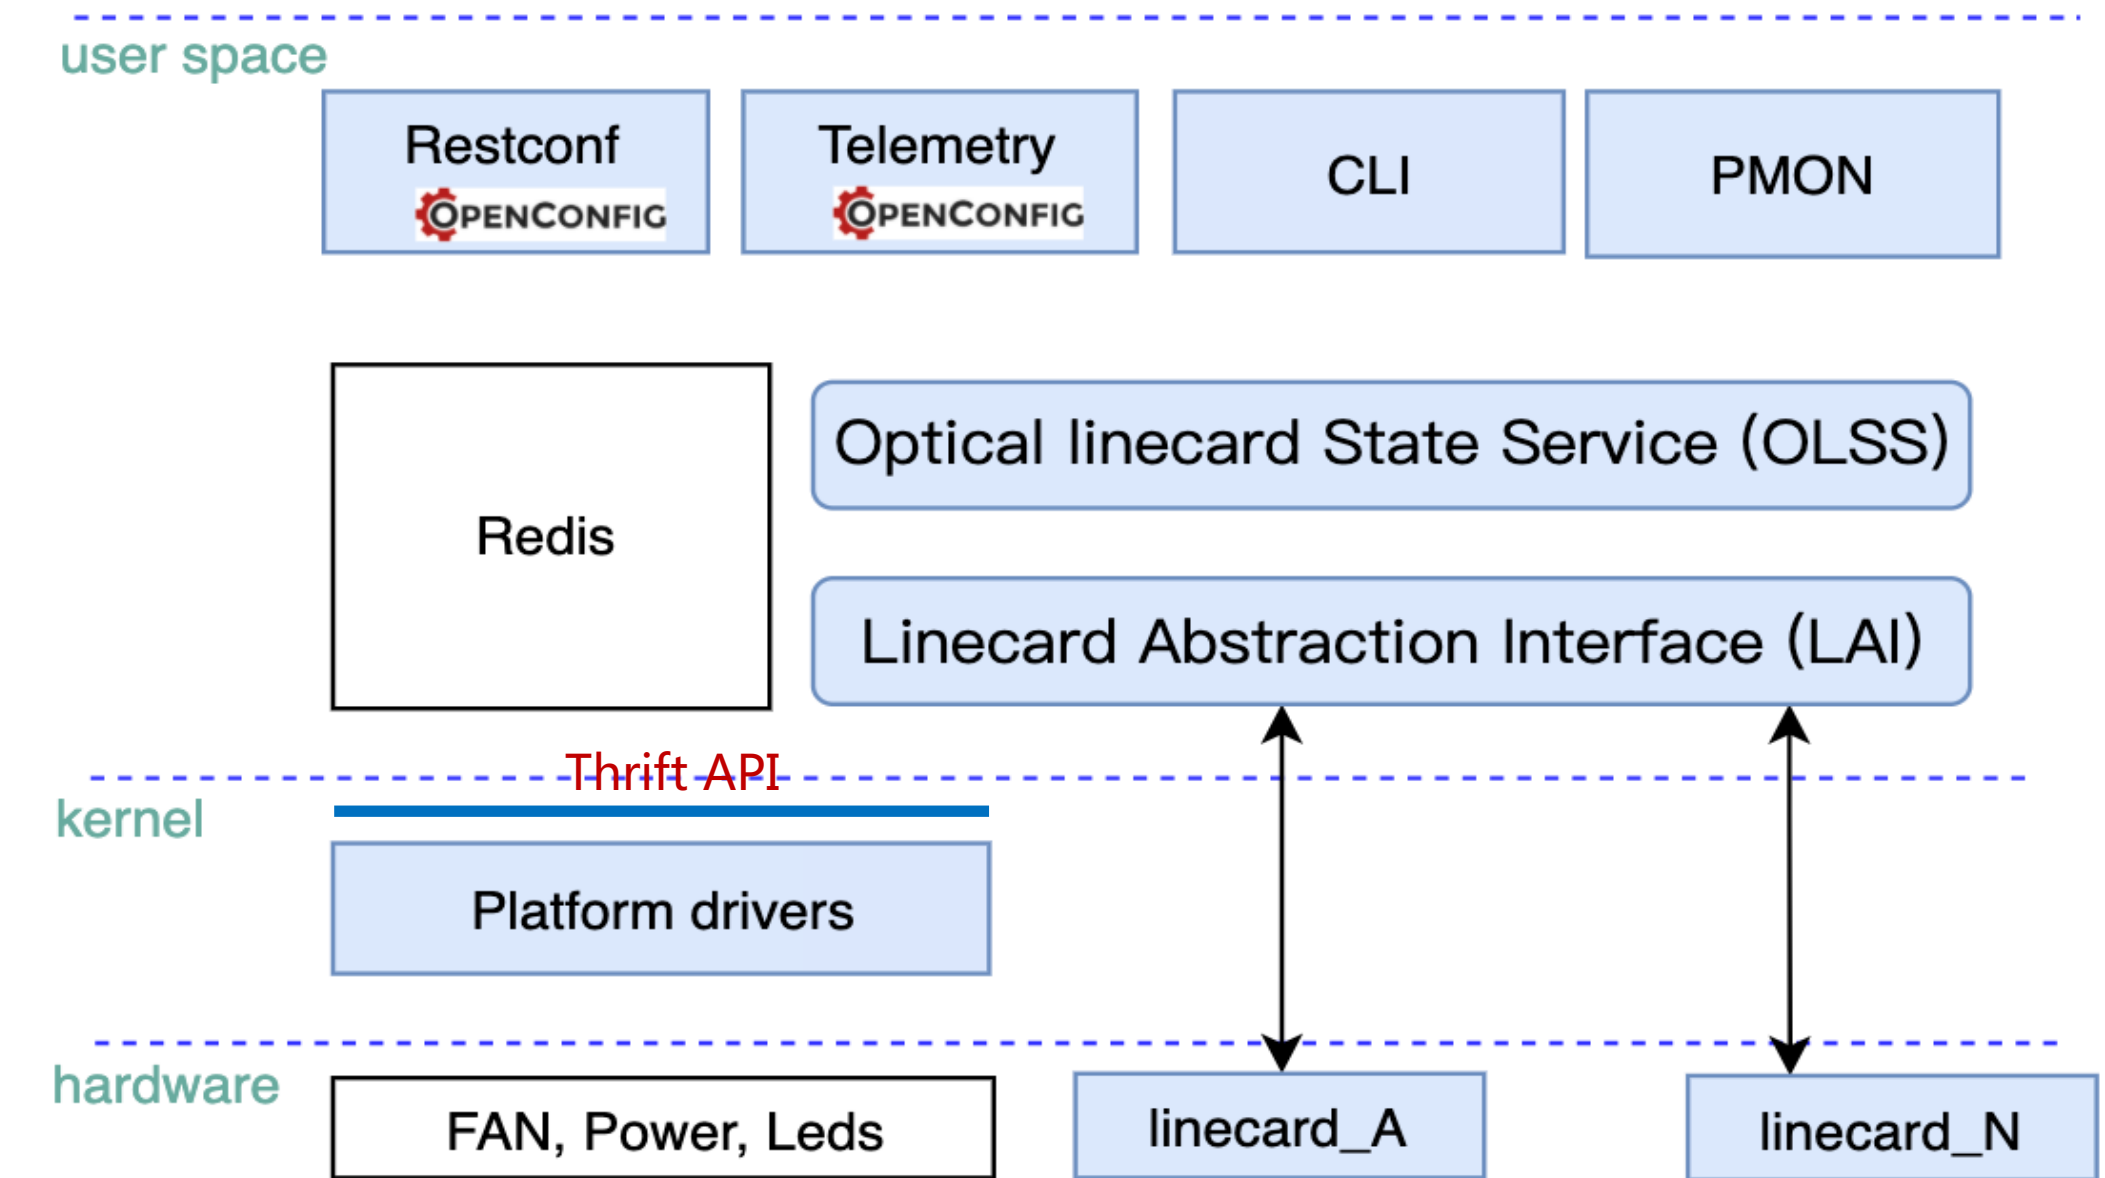 user space
Restconf
OPENCONFIG
Telemetry
OPENCONFIG
CLI
PMON
Redis
Optical linecard State Service (OLSS)
Linecard Abstraction Interface (LAI)
Thrift API
kernel
Platform drivers
hardware
FAN, Power, Leds
linecard_A
linecard_N